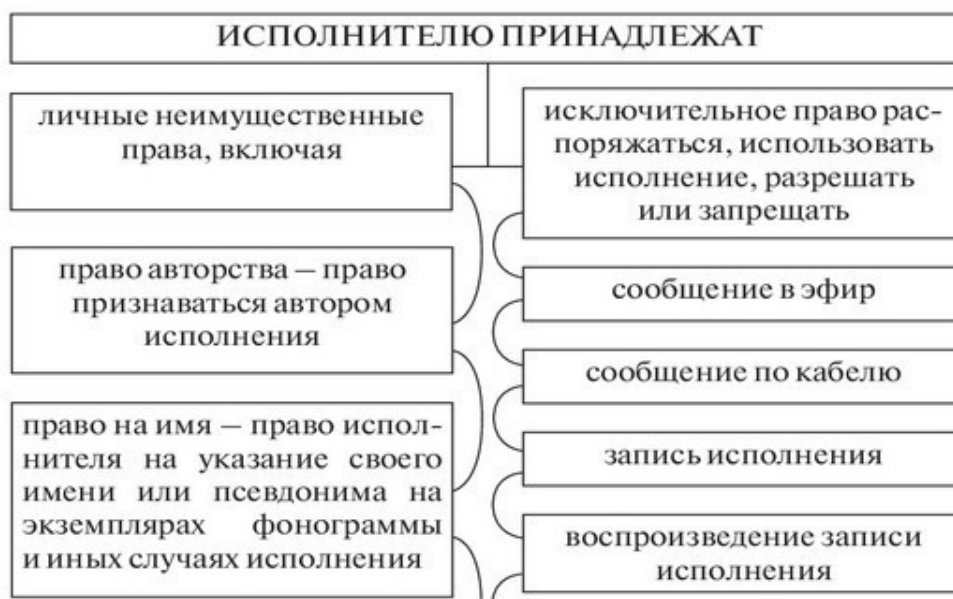 ИСПОЛНИТЕЛЮ ПРИНАДЛЕЖАТ
личные неимущественные
права, включая
право авторства — право
признаваться автором
исполнения
право на имя — право испол-
нителя на указание своего
имени или псевдонима на
экземплярах фонограммы
и иных случаях исполнения
исключительное право рас-
поряжаться, использовать
исполнение, разрешать
или запрещать
сообщение в эфир
сообщение по кабелю
запись исполнения
воспроизведение записи
исполнения